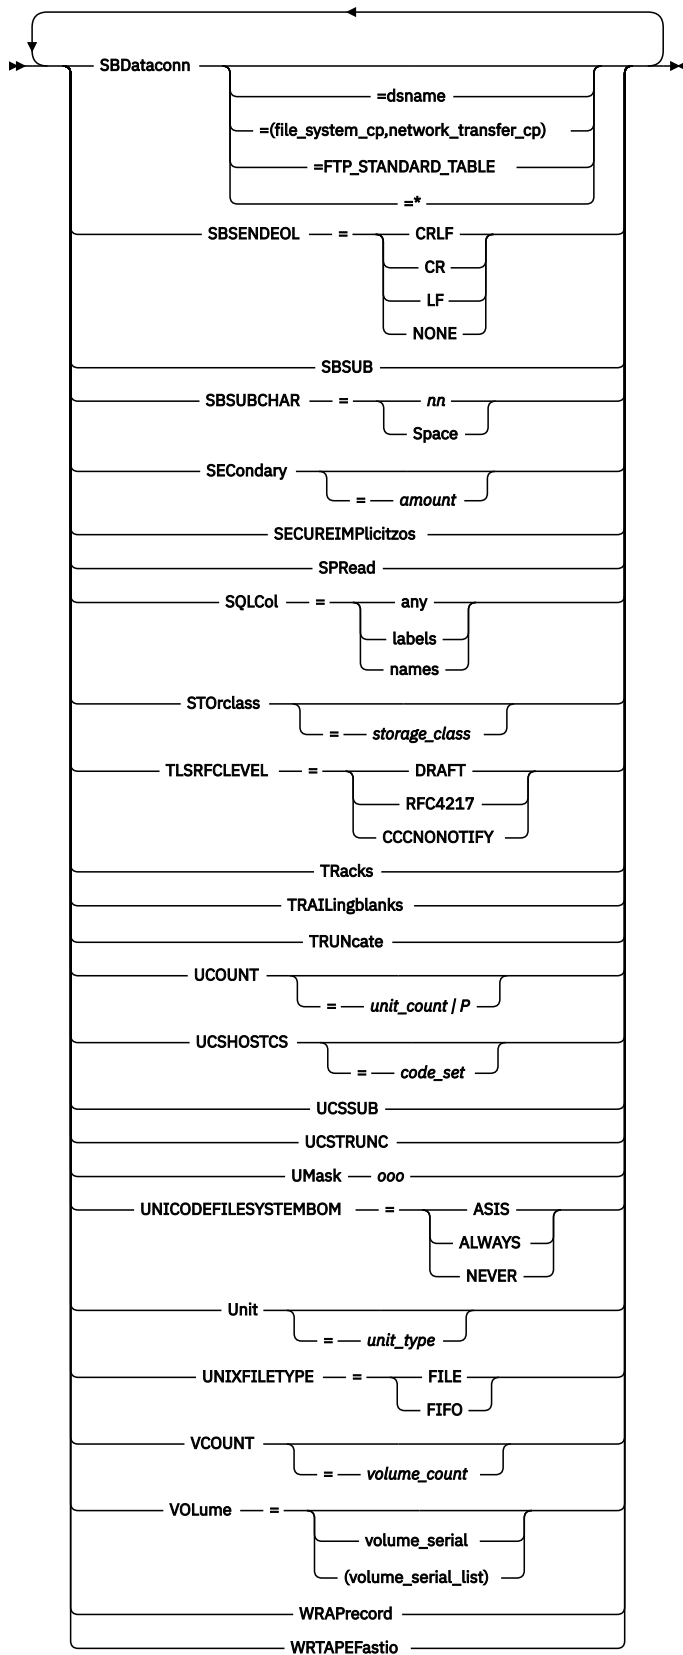 SBDataconn
=dsname
=(file_system_cp,network_transfer_cp)
=FTP_STANDARD_TABLE
=*
SBSENDEOL = CRLF
CR
LF
NONE
SBSUB
SBSUBCHAR = nn
Space
SECondary
= amount
SECUREIMPlicitzos
SPRead
SQLCol = any
labels
names
STOrclass
= storage_class
TLSRFCLEVEL = DRAFT
RFC4217
CCCNONOTIFY
TRacks
TRAILingblanks
TRUNcate
UCOUNT
= unit_count | P
UCSHOSTCS
= code_set
UCSSUB
UCSTRUNC
UMask ooo
UNICODEFILESYSTEMBOM = ASIS
ALWAYS
NEVER
Unit
= unit_type
UNIXFILETYPE = FILE
FIFO
VCOUNT
= volume_count
VOLume =
volume_serial
(volume_serial_list)
WRAPrecord
WRTAPEFastio